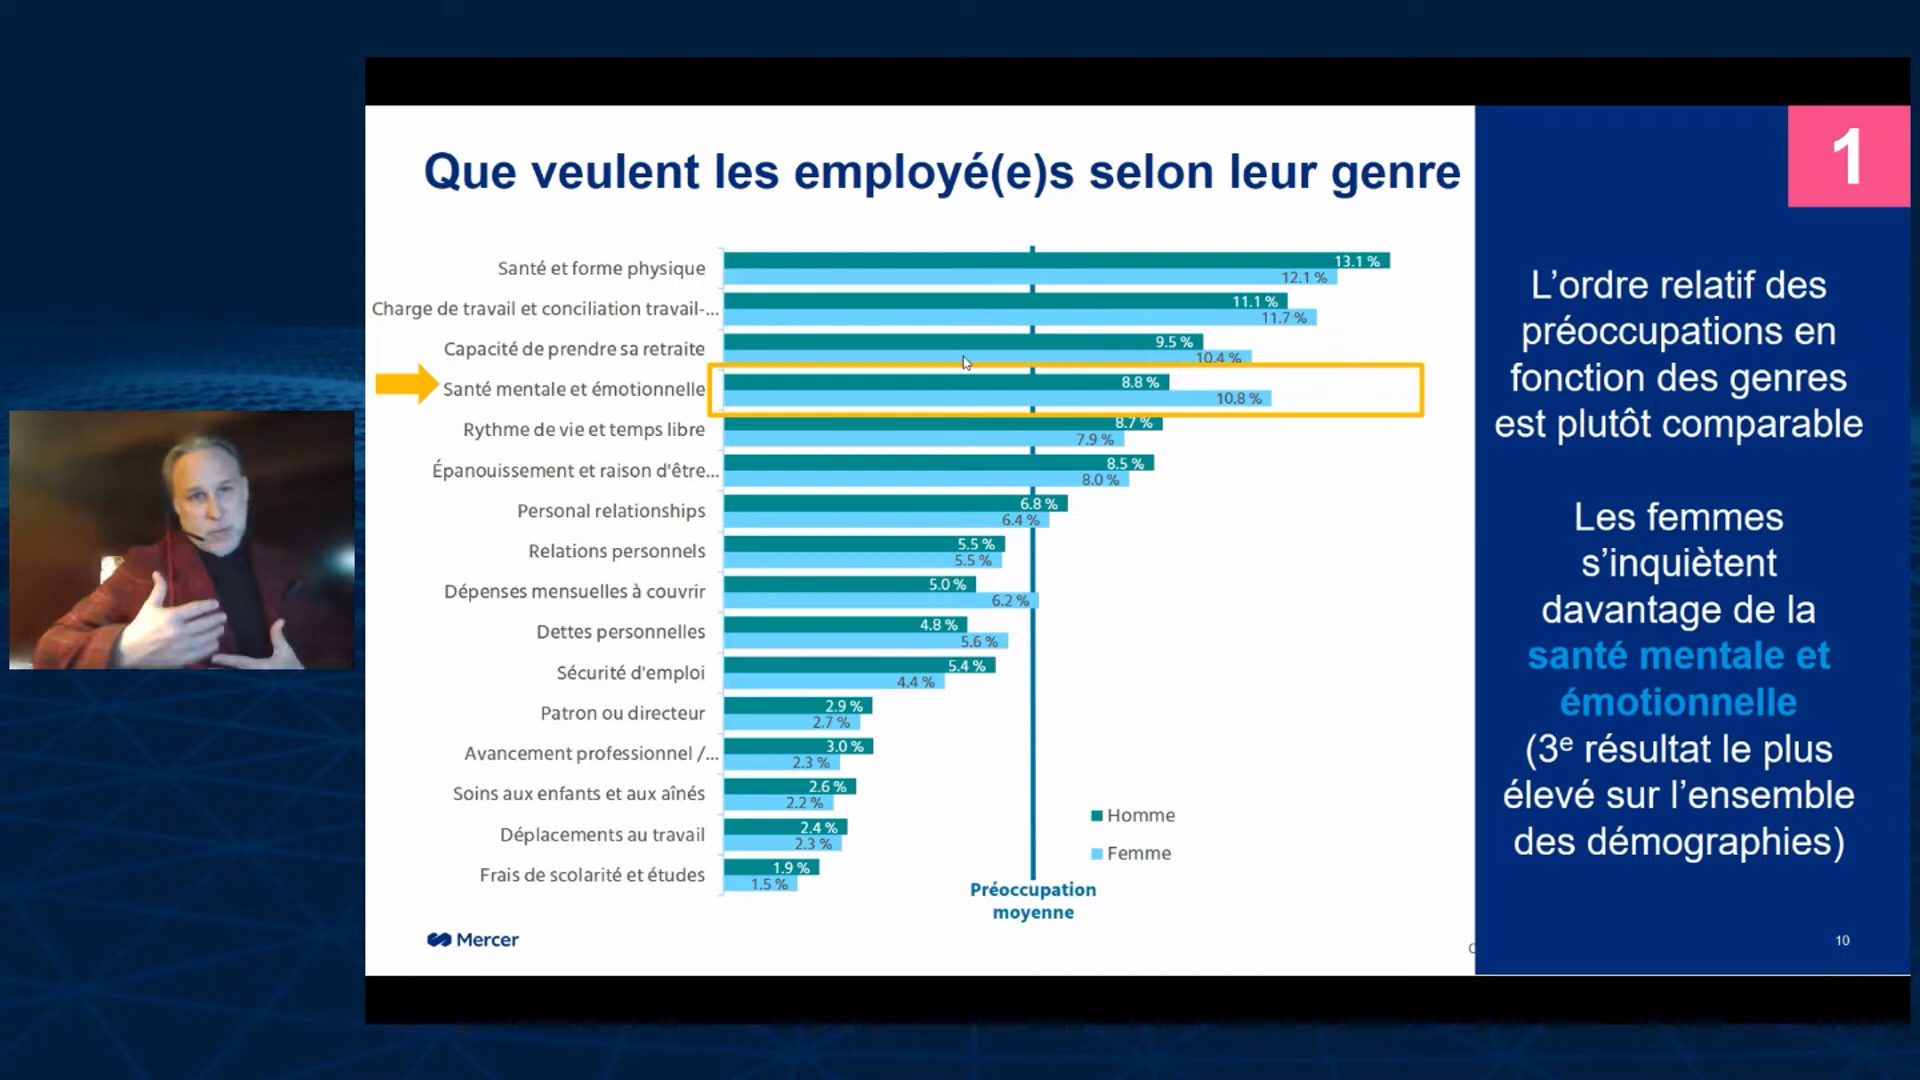 Que veulent les employé(e)s selon leur genre
1
Santé et forme physique
13.1 %
12.1 %
Charge de travail et conciliation travail-...
11.1 %
11.7 %
Capacité de prendre sa retraite
9.5 %
10.4 %
Santé mentale et émotionnelle
8.8 %
10.8 %
Rythme de vie et temps libre
8.7 %
7.9 %
Épanouissement et raison d'être...
8.5 %
8.0 %
Personal relationships
6.8 %
6.4 %
Relations personnels
5.5 %
5.5 %
Dépenses mensuelles à couvrir
5.0 %
6.2 %
Dettes personnelles
4.8 %
5.6 %
Sécurité d'emploi
5.4 %
4.4 %
Patron ou directeur
2.9 %
2.7 %
Avancement professionnel /...
3.0 %
2.3 %
Soins aux enfants et aux aînés
2.6 %
2.2 %
Déplacements au travail
2.4 %
2.3 %
Frais de scolarité et études
1.9 %
1.5 %
Homme
Femme
Préoccupation
moyenne
Mercer
L’ordre relatif des
préoccupations en
fonction des genres
est plutôt comparable
Les femmes
s’inquiètent
davantage de la
santé mentale et
émotionnelle
(3e résultat le plus
élevé sur l’ensemble
des démographies)
10